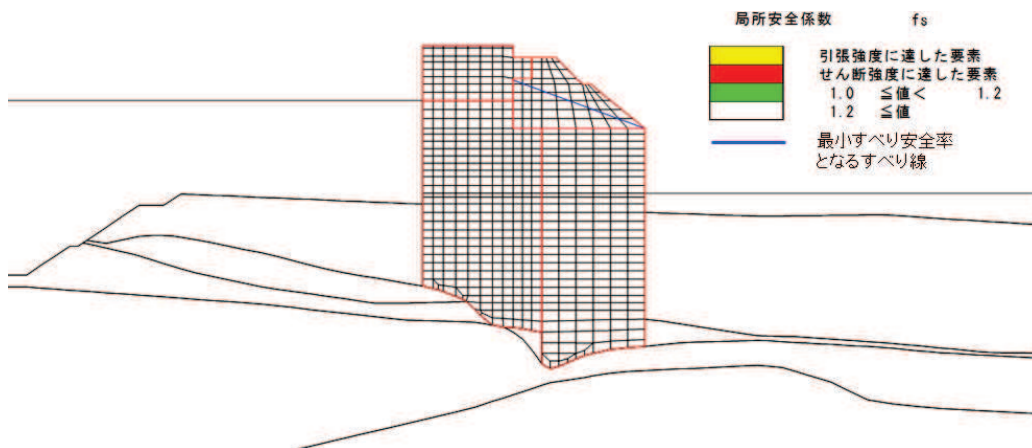 局所安全係数 fs
引張強度に達した要素
せん断強度に達した要素
1.0 ≦値< 1.2
1.2 ≦値
最小すべり安全率
となるすべり線